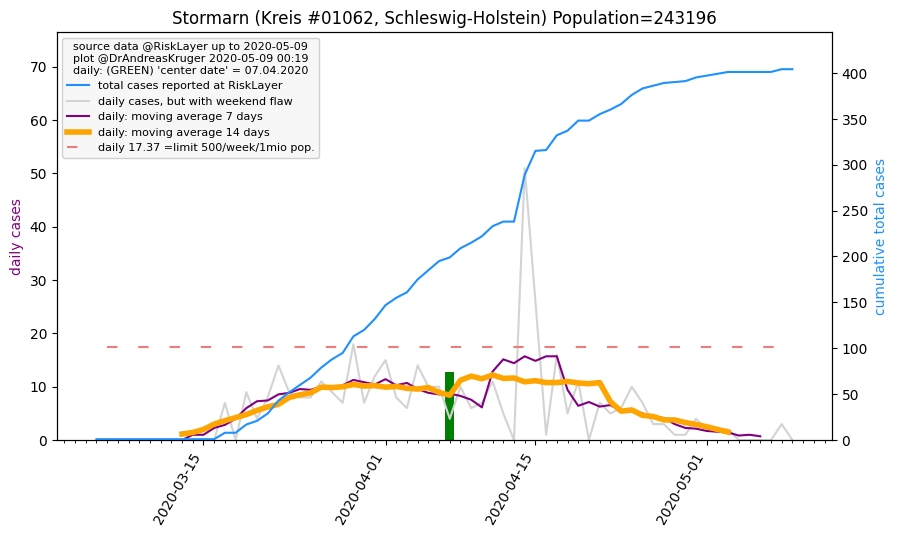 Stormarn (Kreis #01062, Schleswig-Holstein) Population=243196
source data @RiskLayer up to 2020-05-09
plot @DrAndreasKruger 2020-05-09 00:19
daily: (GREEN) 'center date' = 07.04.2020
total cases reported at RiskLayer
daily cases, but with weekend flaw
daily: moving average 7 days
daily: moving average 14 days
daily 17.37 =limit 500/week/1mio pop.
daily cases
70
60
50
40
30
20
10
0
cumulative total cases
400
350
300
250
200
150
100
50
0
2020-03-15
2020-04-01
2020-04-15
2020-05-01